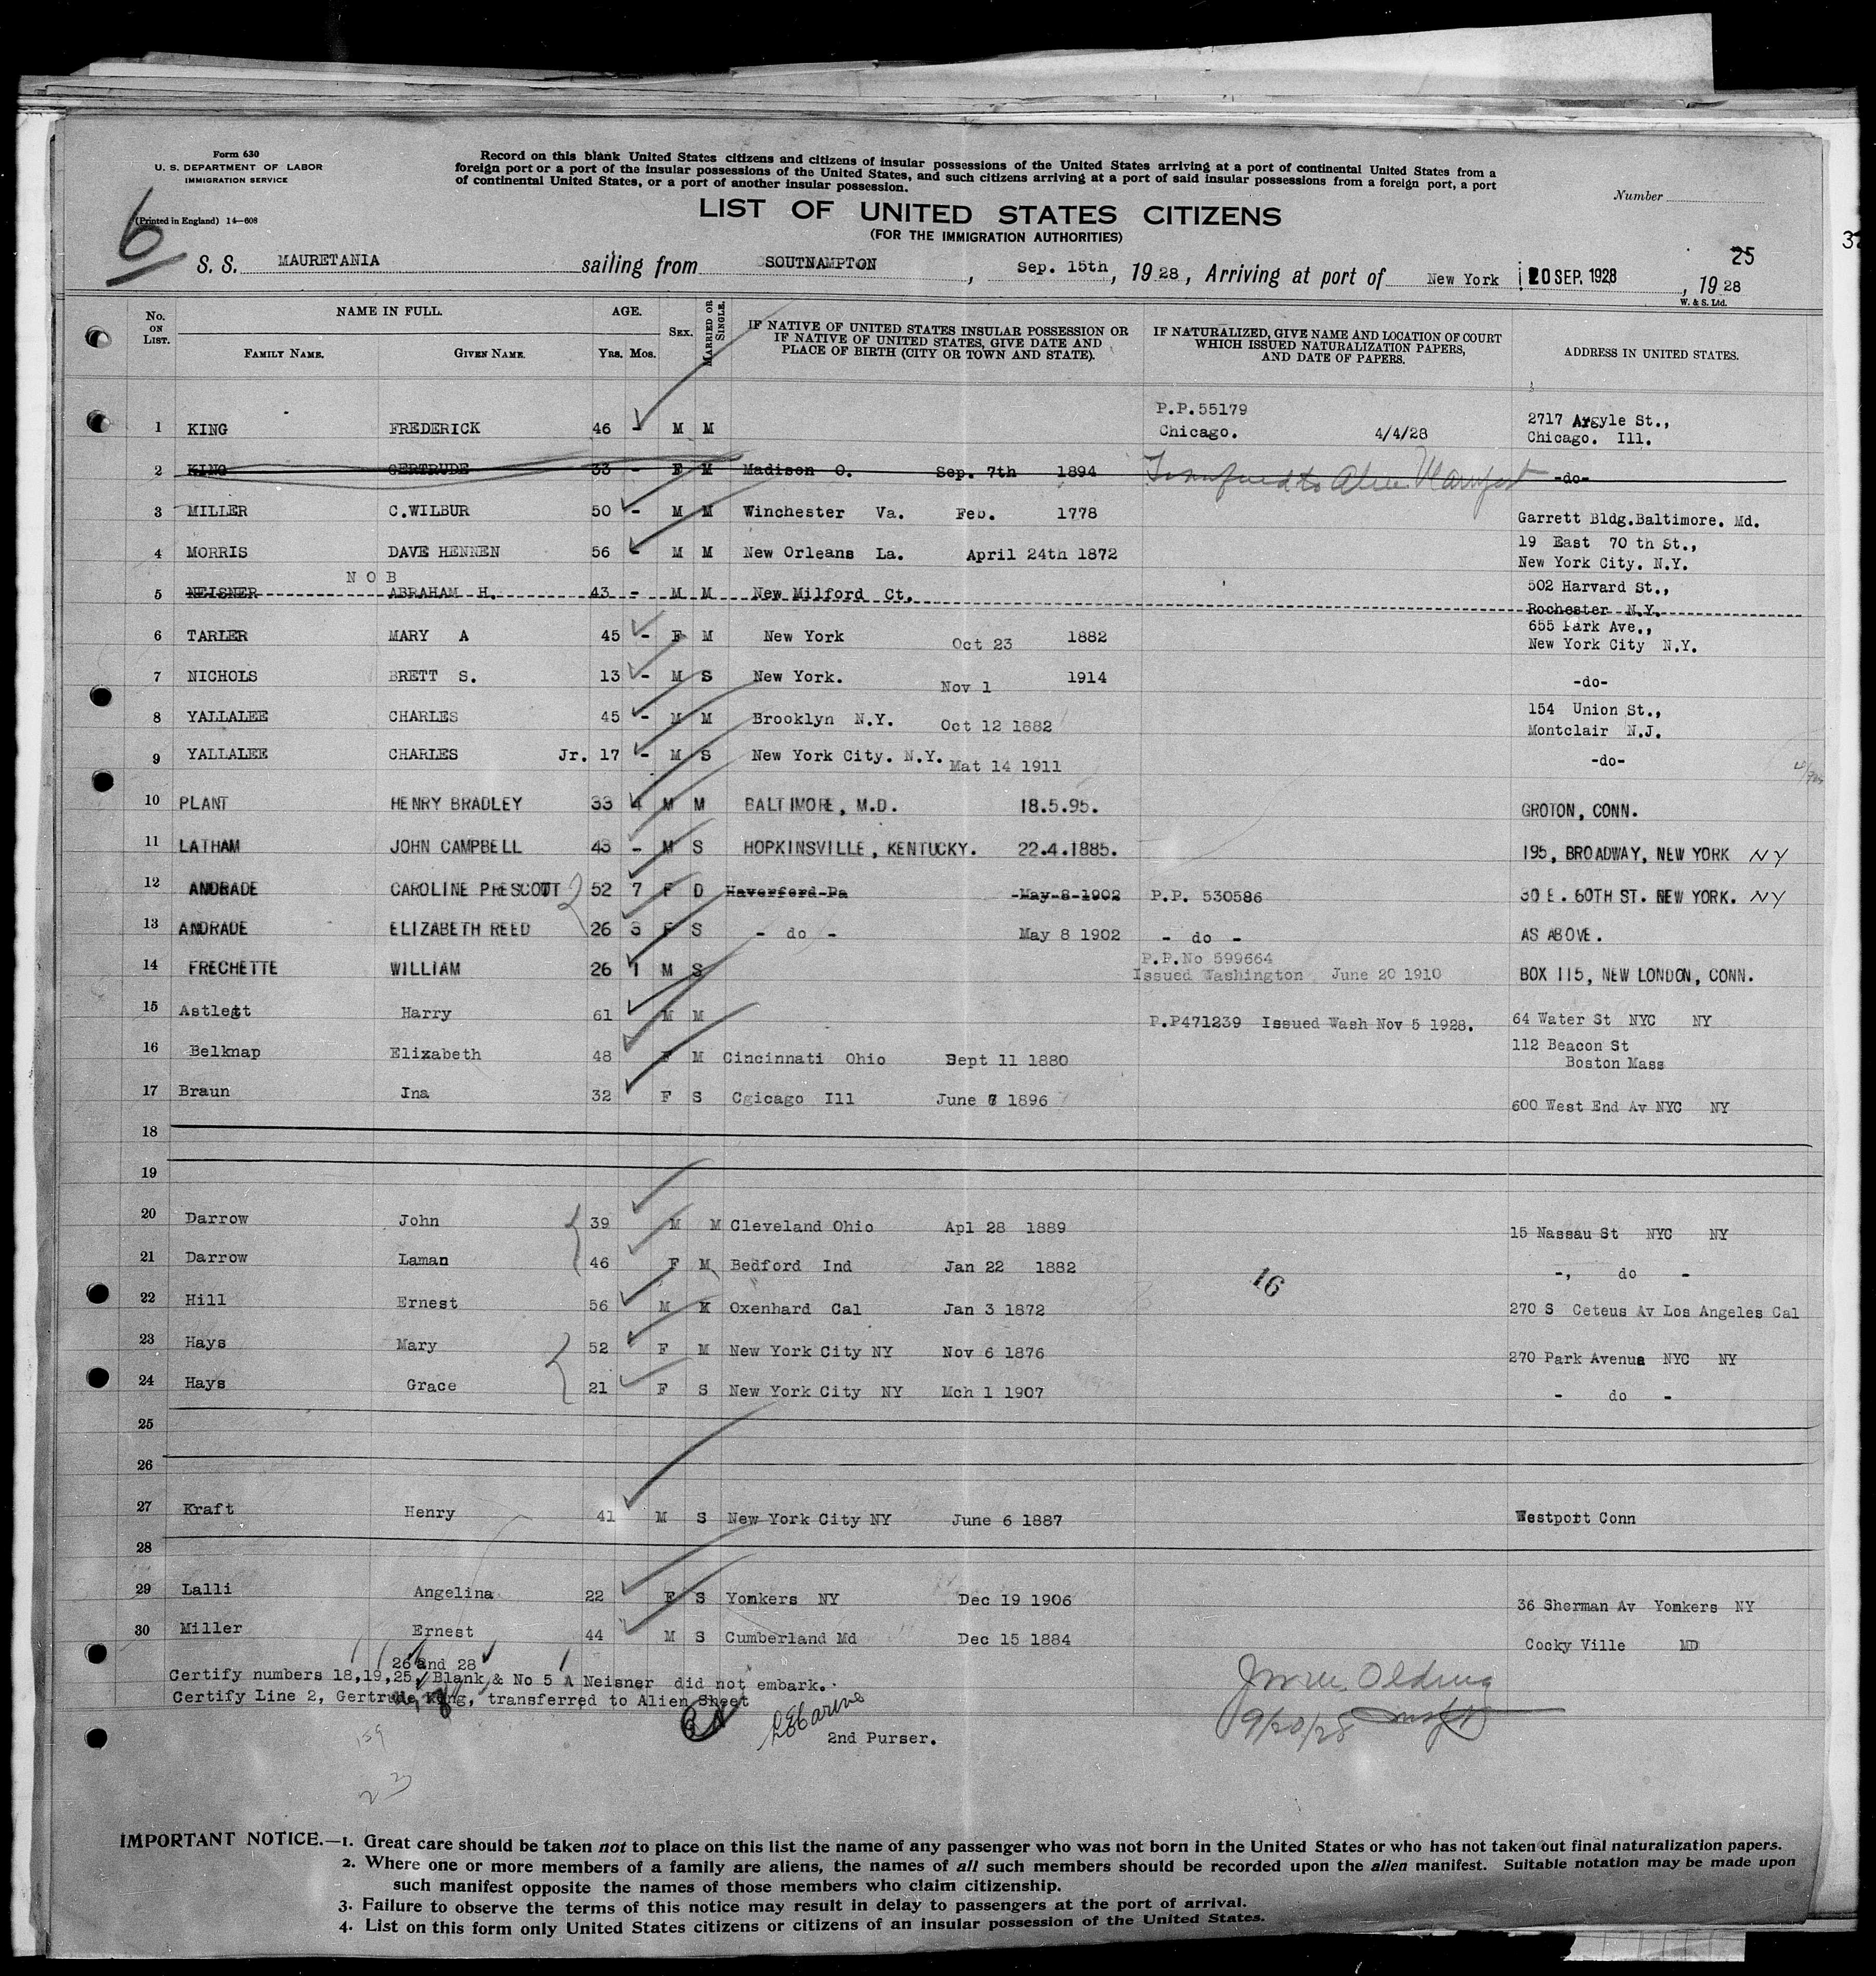 Form 630
U. S. DEPARTMENT OF LABOR
IMMIGRATION SERVICE
(Printed in England) 14—608
6
Record on this blank United States citizens and citizens of insular possessions of the United States arriving at a port of continental United States from a
foreign port or a port of the insular possessions of the United States, and such citizens arriving at a port of said insular possessions from a foreign port, a port
of continental United States, or a port of another insular possession.
Number
LIST OF UNITED STATES CITIZENS
(FOR THE IMMIGRATION AUTHORITIES)
25
S. S. MAURETANIA sailing from SOUTNAMPTON, Sep. 15th, 1928, Arriving at port of New York 20 SEP. 1928, 1928
W. & S. Ltd.
No. ON LIST. NAME IN FULL. FAMILY NAME. GIVEN NAME. AGE. YRS. MOS. SEX. MARRIED OR SINGLE. IF NATIVE OF UNITED STATES INSULAR POSSESSION OR IF NATIVE OF UNITED STATES, GIVE DATE AND PLACE OF BIRTH (CITY OR TOWN AND STATE). IF NATURALIZED, GIVE NAME AND LOCATION OF COURT WHICH ISSUED NATURALIZATION PAPERS, AND DATE OF PAPERS. ADDRESS IN UNITED STATES.
1 KING FREDERICK 46 - M M P.P.55179 Chicago. 4/4/28 2717 Argyle St., Chicago. Ill.
2 KING GERTRUDE 33 - F M Madison O. Sep. 7th 1894 Transferred to Alien Manifest -do-
3 MILLER C.WILBUR 50 - M M Winchester Va. Feb. 1778 Garrett Bldg.Baltimore. Md.
4 MORRIS DAVE HENNEN 56 - M M New Orleans La. April 24th 1872 19 East 70 th St., New York City. N.Y.
N O B
5 NEISNER ABRAHAM H. 43 - M M New Milford Ct. 502 Harvard St., Rochester N.Y.
6 TARLER MARY A 45 - F M New York Oct 23 1882 655 Park Ave., New York City N.Y.
7 NICHOLS BRETT S. 13 - M S New York. Nov 1 1914 -do-
8 YALLALEE CHARLES 45 - M M Brooklyn N.Y. Oct 12 1882 154 Union St., Montclair N.J.
9 YALLALEE CHARLES Jr. 17 - M S New York City. N.Y. Mat 14 1911 -do-
10 PLANT HENRY BRADLEY 33 4 M M BALTIMORE, M.D. 18.5.95. GROTON, CONN.
11 LATHAM JOHN CAMPBELL 43 - M S HOPKINSVILLE, KENTUCKY. 22.4.1885. 195, BROADWAY, NEW YORK NY
12 ANDRADE CAROLINE PRESCOTT 52 7 F D Haverford-Pa -May-8-1902 P.P. 530586 30 E. 60TH ST. NEW YORK. NY
13 ANDRADE ELIZABETH REED 26 3 F S - do - May 8 1902 - do - AS ABOVE.
14 FRECHETTE WILLIAM 26 1 M S P.P.No 599664 Issued Washington June 20 1910 BOX 115, NEW LONDON, CONN.
15 Astlett Harry 61 M M P.P471239 Issued Wash Nov 5 1928. 64 Water St NYC NY
16 Belknap Elizabeth 48 F M Cincinnati Ohio Sept 11 1880 112 Beacon St Boston Mass
17 Braun Ina 32 F S Cgicago Ill June 1896 600 West End Av NYC NY
18
19
20 Darrow John 39 M M Cleveland Ohio Apl 28 1889 15 Nassau St NYC NY
21 Darrow Laman 46 F M Bedford Ind Jan 22 1882 -, do -
22 Hill Ernest 56 M M Oxenhard Cal Jan 3 1872 16 270 S Ceteus Av Los Angeles Cal
23 Hays Mary 52 F M New York City NY Nov 6 1876 270 Park Avenue NYC NY
24 Hays Grace 21 F S New York City NY Mch 1 1907 - do -
25
26
27 Kraft Henry 41 M S New York City NY June 6 1887 Westport Conn
28
29 Lalli Angelina 22 F S Yonkers NY Dec 19 1906 36 Sherman Av Yonkers NY
30 Miller Ernest 44 M S Cumberland Md Dec 15 1884 Cocky Ville MD
26 and 28
Certify numbers 18,19,25, Blank & No 5 A Neisner did not embark.
Certify Line 2, Gertrude King, transferred to Alien Sheet
2nd Purser.
9/20/28
159
23
IMPORTANT NOTICE.—1. Great care should be taken not to place on this list the name of any passenger who was not born in the United States or who has not taken out final naturalization papers.
2. Where one or more members of a family are aliens, the names of all such members should be recorded upon the alien manifest. Suitable notation may be made upon
such manifest opposite the names of those members who claim citizenship.
3. Failure to observe the terms of this notice may result in delay to passengers at the port of arrival.
4. List on this form only United States citizens or citizens of an insular possession of the United States.